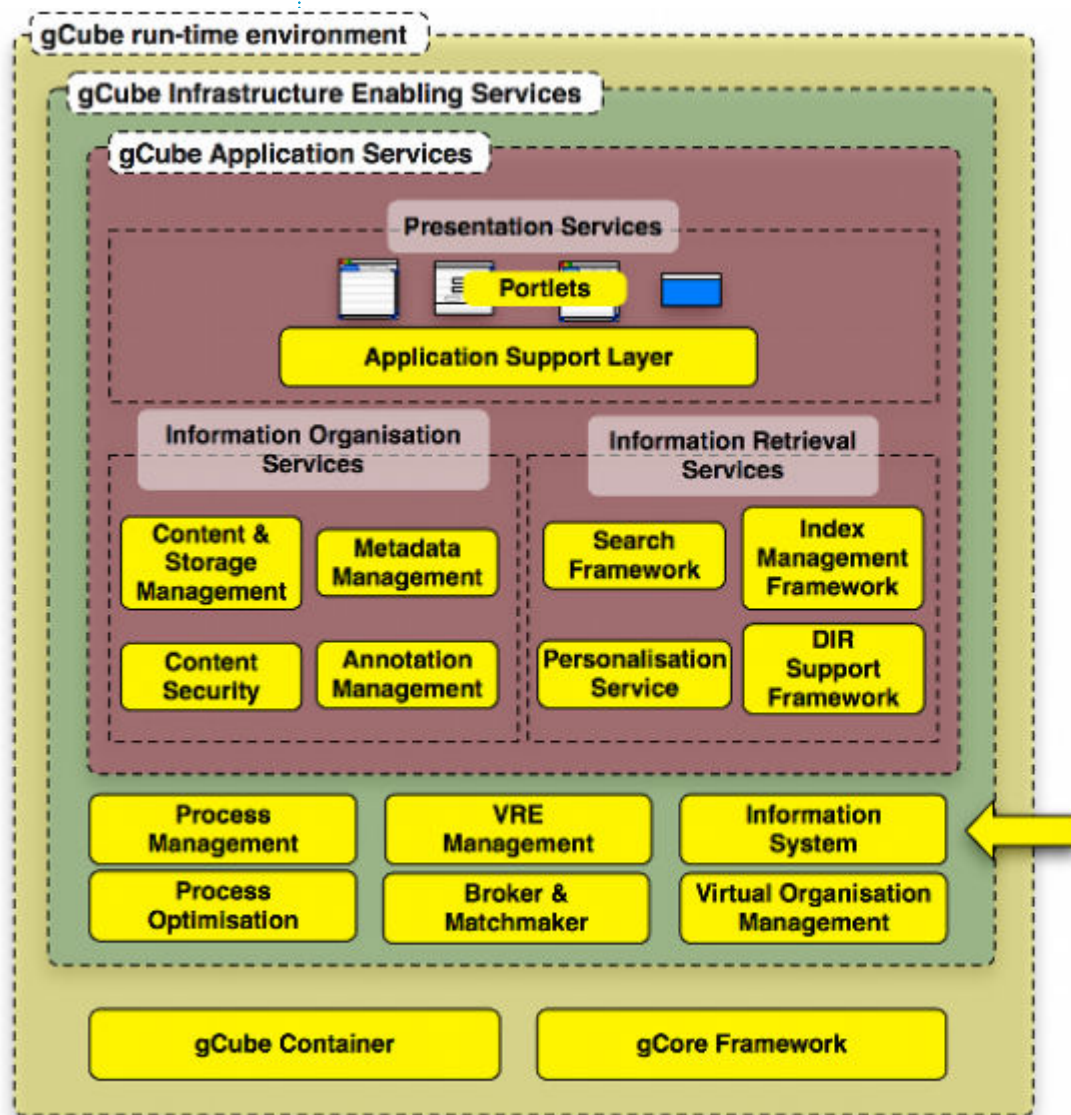 gCube run-time environment
gCube Infrastructure Enabling Services
gCube Application Services
Presentation Services
Portlets
Application Support Layer
Information Organisation
Services
Information Retrieval
Services
Content &
Storage
Management
Metadata
Management
Search
Framework
Index
Management
Framework
Content
Security
Annotation
Management
Personalisation
Service
DIR
Support
Framework
Process
Management
VRE
Management
Information
System
Process
Optimisation
Broker &
Matchmaker
Virtual Organisation
Management
gCube Container
gCore Framework